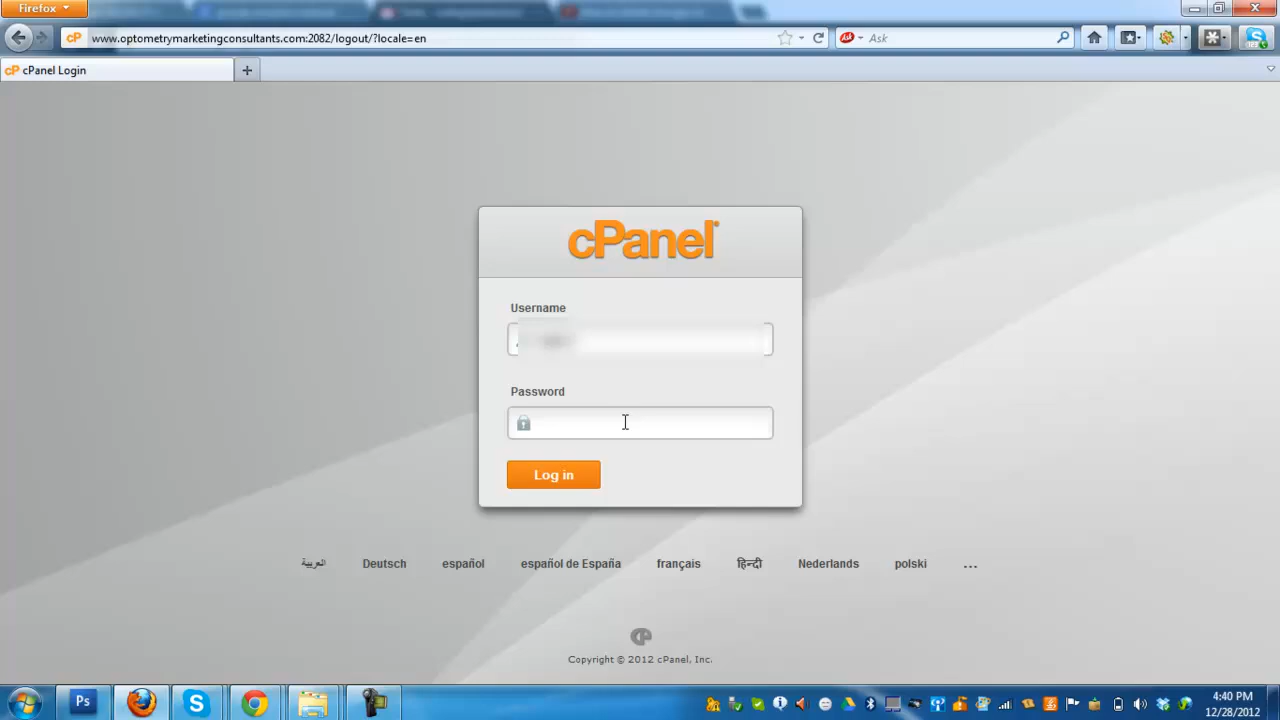 Firefox
www.optometrymarketingconsultants.com:2082/logout/?locale=en
Ask
cPanel Login
cPanel®
Username
Password
Log in
العربية Deutsch español español de España français हिन्दी Nederlands polski ...
Copyright © 2012 cPanel, Inc.
Ps
4:40 PM
12/28/2012